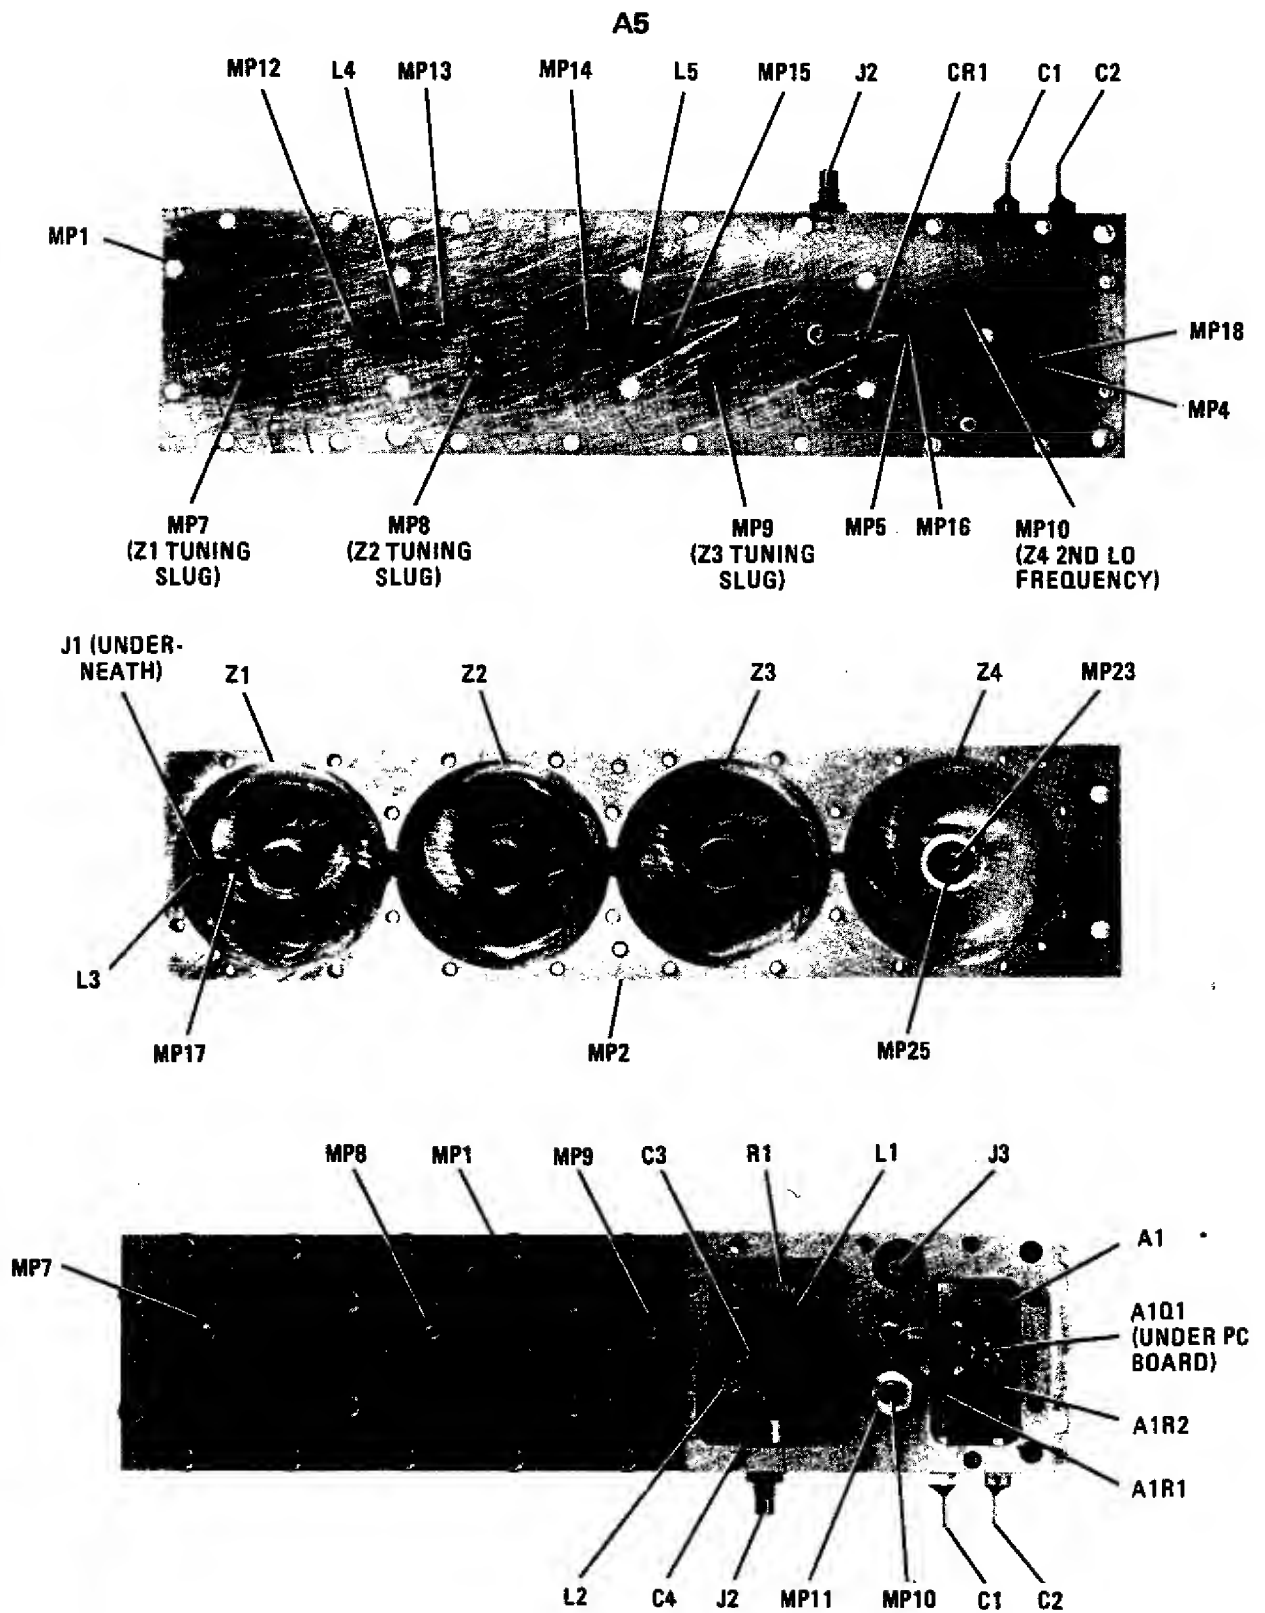 A5
MP12 L4 MP13 MP14 L5 MP15 J2 CR1 C1 C2
MP1
MP18
MP4
MP7
(Z1 TUNING
SLUG)
MP8
(Z2 TUNING
SLUG)
MP9
(Z3 TUNING
SLUG)
MP5 MP16
MP10
(Z4 2ND LO
FREQUENCY)
J1 (UNDER-
NEATH)
Z1 Z2 Z3 Z4 MP23
L3
MP17 MP2 MP25
MP8 MP1 MP9 C3 R1 L1 J3
MP7
A1
A1Q1
(UNDER PC
BOARD)
A1R2
A1R1
L2 C4 J2 MP11 MP10 C1 C2